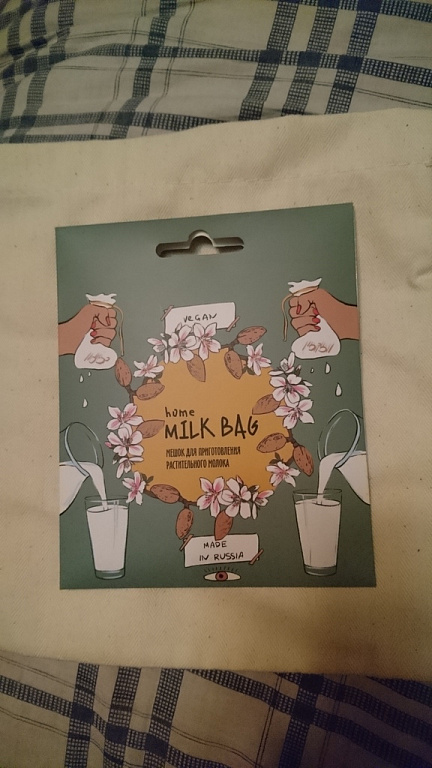 VEGAN
home
MILK BAG
МЕШОК ДЛЯ ПРИГОТОВЛЕНИЯ
РАСТИТЕЛЬНОГО МОЛОКА
MADE
IN RUSSIA